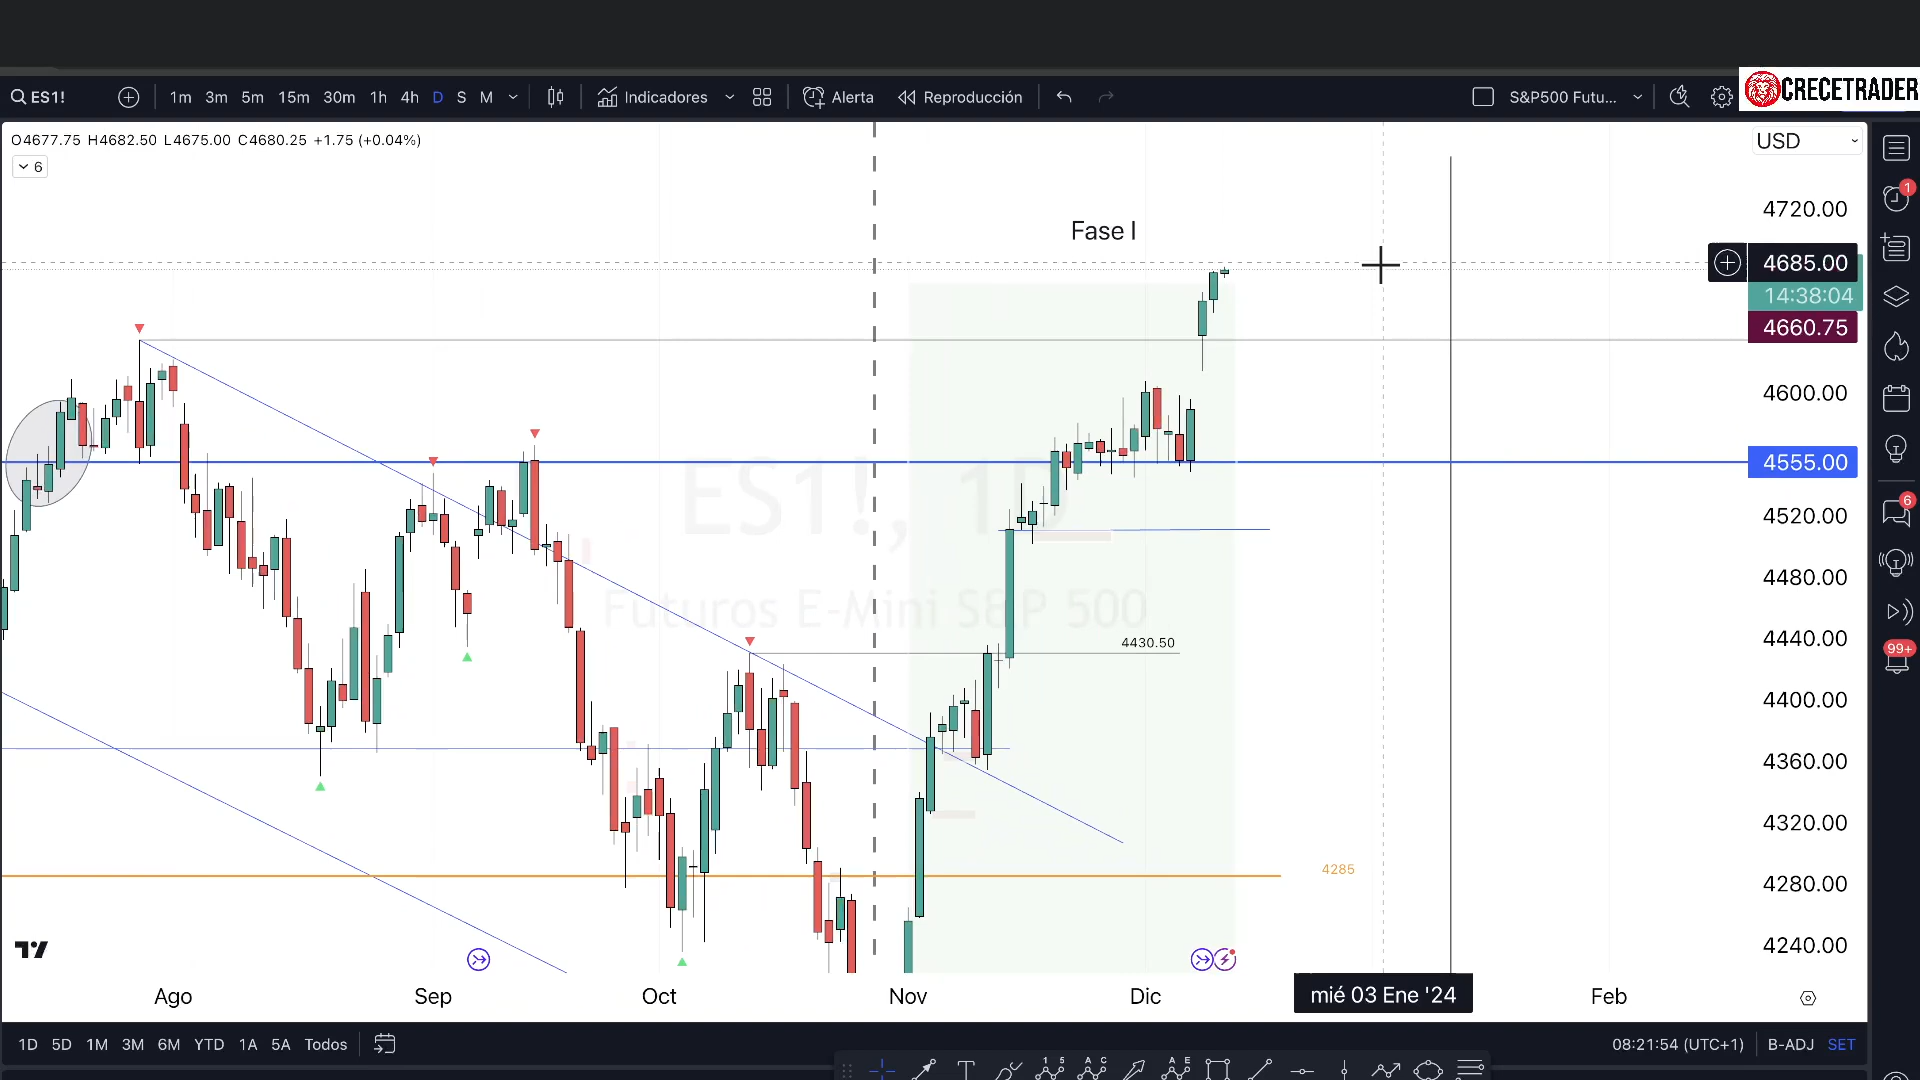 ES1!
1m 3m 5m 15m 30m 1h 4h D S M
Indicadores
Alerta
Reproducción
S&P500 Futu...
CRECETRADER
O4677.75 H4682.50 L4675.00 C4680.25 +1.75 (+0.04%)
6
USD
4720.00
Fase I
4685.00
14:38:04
4660.75
4600.00
4555.00
ES1!, 1D
Futuros E-Mini S&P 500
4520.00
4480.00
4430.50
4440.00
4400.00
4360.00
4320.00
4285
4280.00
4240.00
1
6
99+
Ago Sep Oct Nov Dic mié 03 Ene '24 Feb
1D 5D 1M 3M 6M YTD 1A 5A Todos
08:21:54 (UTC+1) B-ADJ SET
T
1 5
A C
A E